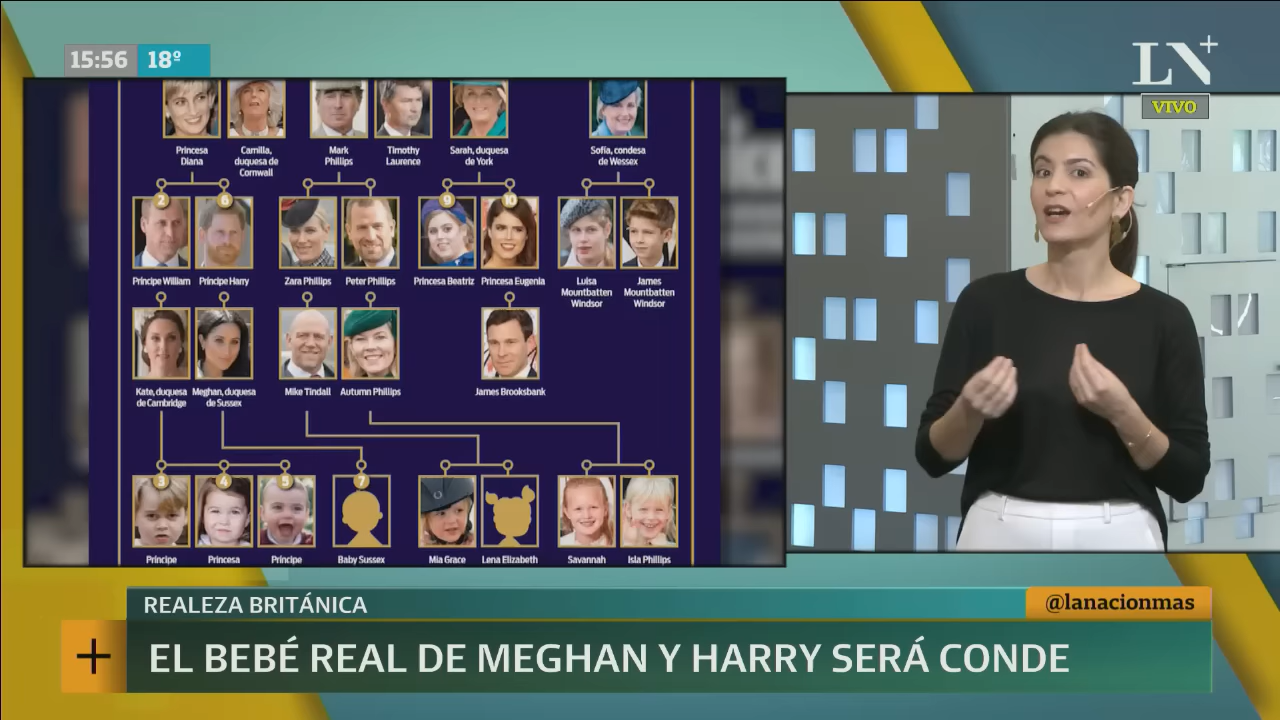 15:56 18º
LN+
VIVO
Princesa
Diana
Camilla,
duquesa de
Cornwall
Mark
Phillips
Timothy
Laurence
Sarah, duquesa
de York
Sofía, condesa
de Wessex
2
6
9
10
Príncipe William
Príncipe Harry
Zara Phillips
Peter Phillips
Princesa Beatriz
Princesa Eugenia
Luisa
Mountbatten
Windsor
James
Mountbatten
Windsor
Kate, duquesa
de Cambridge
Meghan, duquesa
de Sussex
Mike Tindall
Autumn Phillips
James Brooksbank
3
4
5
7
Príncipe
Princesa
Príncipe
Baby Sussex
Mia Grace
Lena Elizabeth
Savannah
Isla Phillips
REALEZA BRITÁNICA
@lanacionmas
+ EL BEBÉ REAL DE MEGHAN Y HARRY SERÁ CONDE